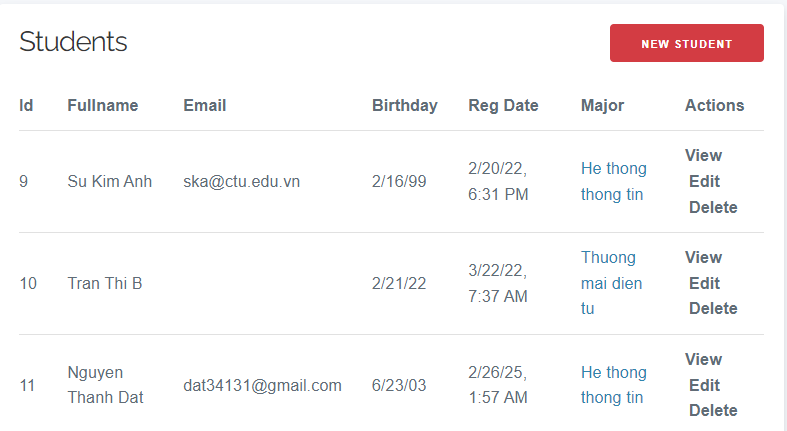 Students
NEW STUDENT
Id Fullname Email Birthday Reg Date Major Actions
9 Su Kim Anh ska@ctu.edu.vn 2/16/99 2/20/22, 6:31 PM He thong thong tin View Edit Delete
10 Tran Thi B 2/21/22 3/22/22, 7:37 AM Thuong mai dien tu View Edit Delete
11 Nguyen Thanh Dat dat34131@gmail.com 6/23/03 2/26/25, 1:57 AM He thong thong tin View Edit Delete